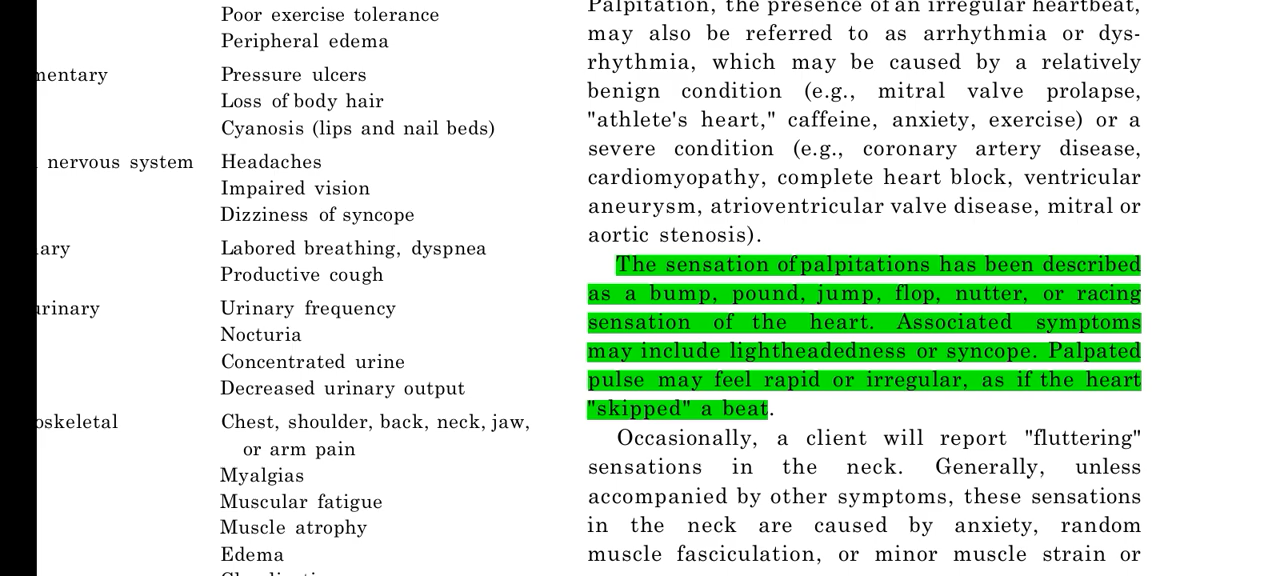 Poor exercise tolerance
Peripheral edema
mentary Pressure ulcers
Loss of body hair
Cyanosis (lips and nail beds)
nervous system Headaches
Impaired vision
Dizziness of syncope
ary Labored breathing, dyspnea
Productive cough
urinary Urinary frequency
Nocturia
Concentrated urine
Decreased urinary output
oskeletal Chest, shoulder, back, neck, jaw,
or arm pain
Myalgias
Muscular fatigue
Muscle atrophy
Edema
Palpitation, the presence of an irregular heartbeat,
may also be referred to as arrhythmia or dys-
rhythmia, which may be caused by a relatively
benign condition (e.g., mitral valve prolapse,
"athlete's heart," caffeine, anxiety, exercise) or a
severe condition (e.g., coronary artery disease,
cardiomyopathy, complete heart block, ventricular
aneurysm, atrioventricular valve disease, mitral or
aortic stenosis).
The sensation of palpitations has been described
as a bump, pound, jump, flop, nutter, or racing
sensation of the heart. Associated symptoms
may include lightheadedness or syncope. Palpated
pulse may feel rapid or irregular, as if the heart
"skipped" a beat.
Occasionally, a client will report "fluttering"
sensations in the neck. Generally, unless
accompanied by other symptoms, these sensations
in the neck are caused by anxiety, random
muscle fasciculation, or minor muscle strain or